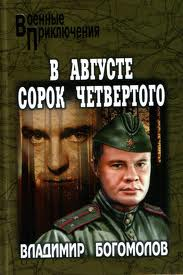 Военные
Приключения
В АВГУСТЕ
СОРОК ЧЕТВЕРТОГО
ВЛАДИМИР БОГОМОЛОВ